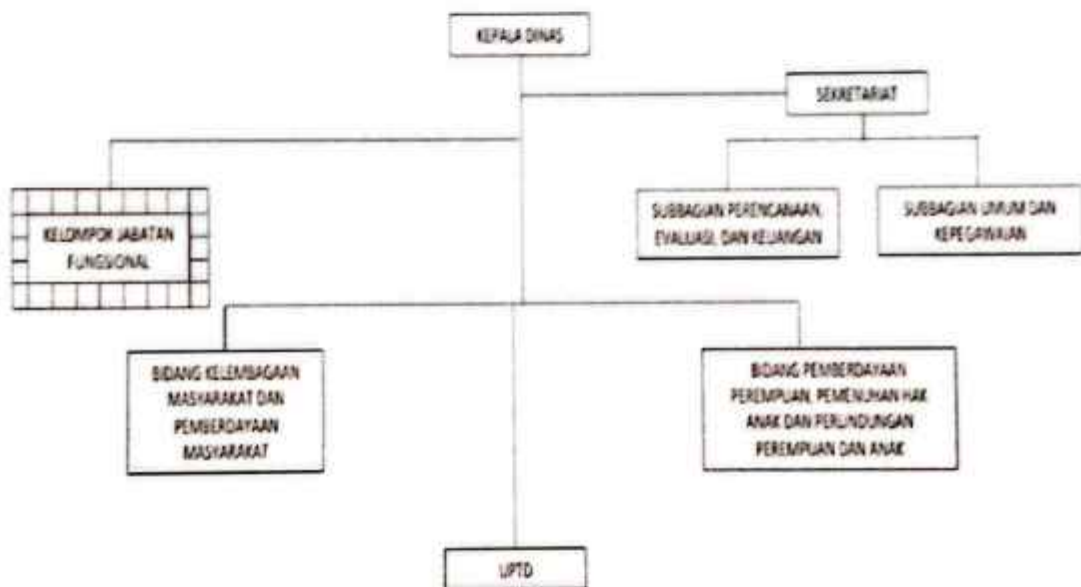 KEPALA DINAS
SEKRETARIAT
SUBBAGIAN PERENCANAAN,
EVALUASI, DAN KEUANGAN
SUBBAGIAN UMUM DAN
KEPEGAWAIAN
KELOMPOK JABATAN
FUNGSIONAL
BIDANG KELEMBAGAAN
MASYARAKAT DAN
PEMBERDAYAAN
MASYARAKAT
BIDANG PEMBERDAYAAN
PEREMPUAN, PEMENUHAN HAK
ANAK DAN PERLINDUNGAN
PEREMPUAN DAN ANAK
UPTD